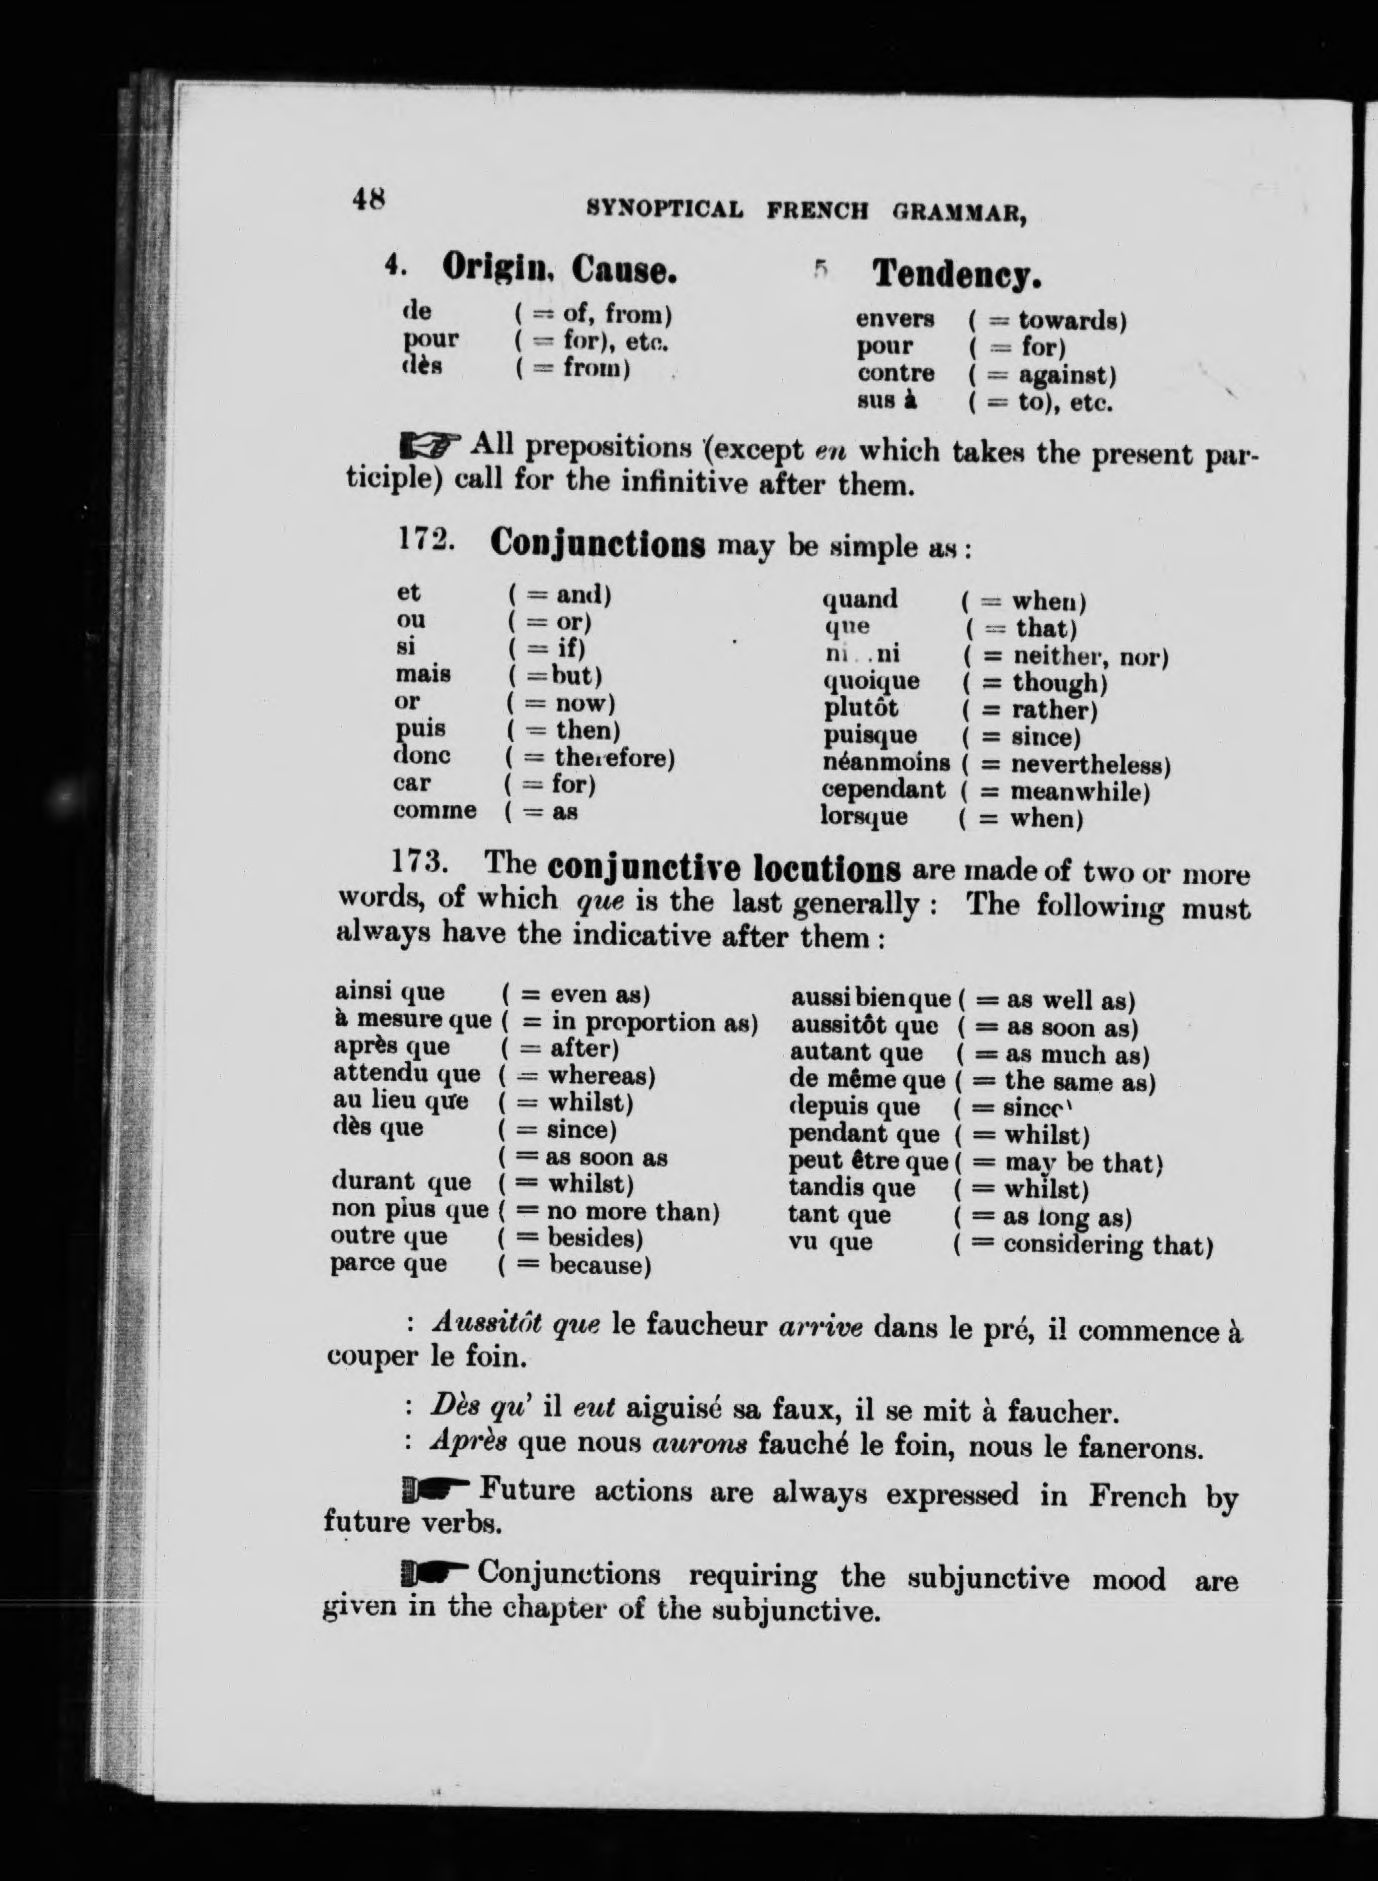 48
SYNOPTICAL FRENCH GRAMMAR,
4. Origin, Cause.
de ( = of, from)
pour ( = for), etc.
dès ( = from)
5 Tendency.
envers ( = towards)
pour ( = for)
contre ( = against)
sus à ( = to), etc.
☞ All prepositions (except en which takes the present par-
ticiple) call for the infinitive after them.
172. Conjunctions may be simple as :
et ( = and)
ou ( = or)
si ( = if)
mais ( =but)
or ( = now)
puis ( = then)
donc ( = therefore)
car ( = for)
comme ( = as
quand ( = when)
que ( = that)
ni . .ni ( = neither, nor)
quoique ( = though)
plutôt ( = rather)
puisque ( = since)
néanmoins ( = nevertheless)
cependant ( = meanwhile)
lorsque ( = when)
173. The conjunctive locutions are made of two or more
words, of which que is the last generally : The following must
always have the indicative after them :
ainsi que ( = even as)
à mesure que ( = in proportion as)
après que ( = after)
attendu que ( = whereas)
au lieu que ( = whilst)
dès que ( = since)
( = as soon as
durant que ( = whilst)
non plus que ( = no more than)
outre que ( = besides)
parce que ( = because)
aussi bien que ( = as well as)
aussitôt que ( = as soon as)
autant que ( = as much as)
de même que ( = the same as)
depuis que ( = since)
pendant que ( = whilst)
peut être que ( = may be that)
tandis que ( = whilst)
tant que ( = as long as)
vu que ( = considering that)
: Aussitôt que le faucheur arrive dans le pré, il commence à
couper le foin.
: Dès qu' il eut aiguisé sa faux, il se mit à faucher.
: Après que nous aurons fauché le foin, nous le fanerons.
☛ Future actions are always expressed in French by
future verbs.
☛ Conjunctions requiring the subjunctive mood are
given in the chapter of the subjunctive.